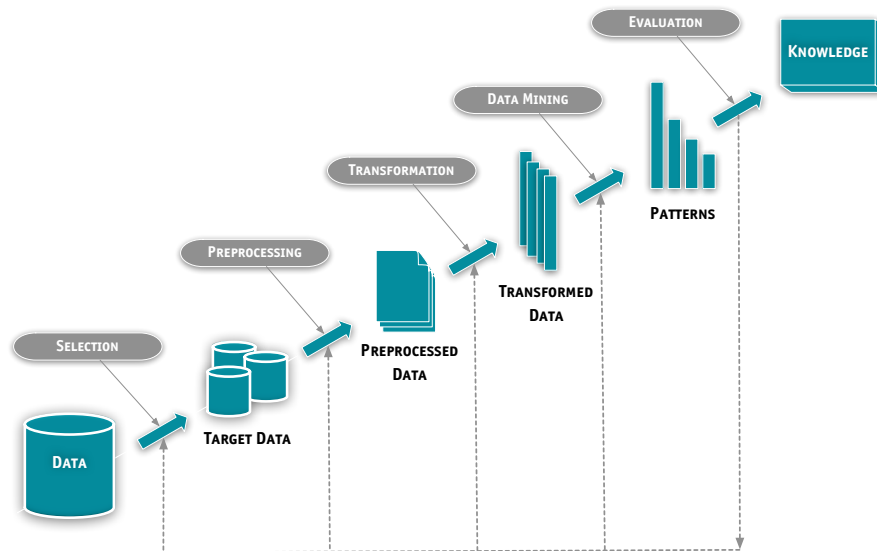 EVALUATION
KNOWLEDGE
DATA MINING
TRANSFORMATION
PATTERNS
PREPROCESSING
TRANSFORMED
DATA
SELECTION
PREPROCESSED
DATA
TARGET DATA
DATA